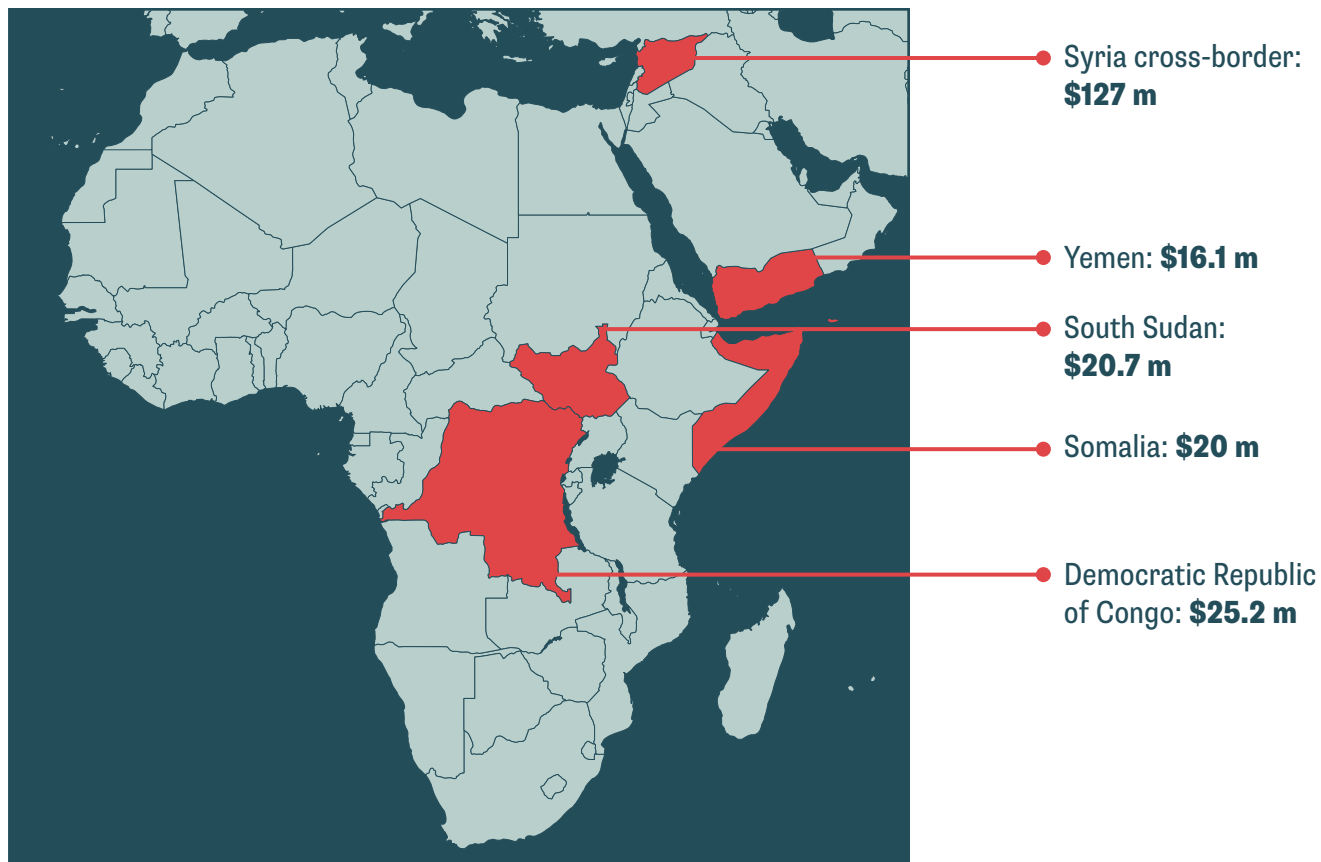 Syria cross-border:
$127 m
Yemen: $16.1 m
South Sudan:
$20.7 m
Somalia: $20 m
Democratic Republic
of Congo: $25.2 m